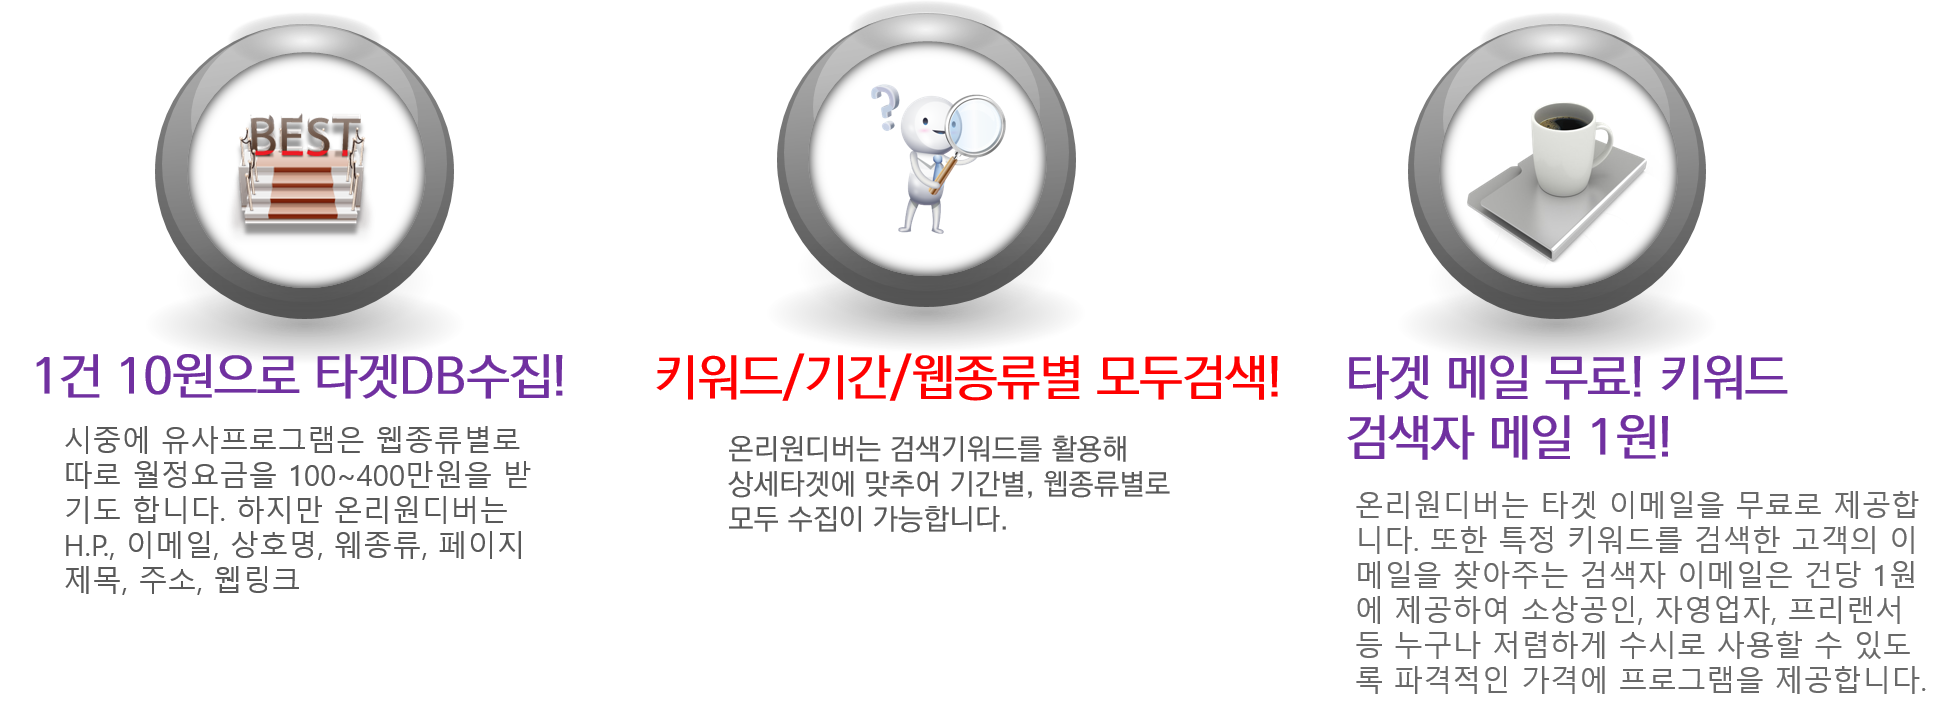 BEST
1건 10원으로 타겟DB수집!
시중에 유사프로그램은 웹종류별로
따로 월정요금을 100~400만원을 받
기도 합니다. 하지만 온리원디버는
H.P., 이메일, 상호명, 웨종류, 페이지
제목, 주소, 웹링크
?
키워드/기간/웹종류별 모두검색!
온리원디버는 검색기워드를 활용해
상세타겟에 맞추어 기간별, 웹종류별로
모두 수집이 가능합니다.
타겟 메일 무료! 키워드
검색자 메일 1원!
온리원디버는 타겟 이메일을 무료로 제공합
니다. 또한 특정 키워드를 검색한 고객의 이
메일을 찾아주는 검색자 이메일은 건당 1원
에 제공하여 소상공인, 자영업자, 프리랜서
등 누구나 저렴하게 수시로 사용할 수 있도
록 파격적인 가격에 프로그램을 제공합니다.